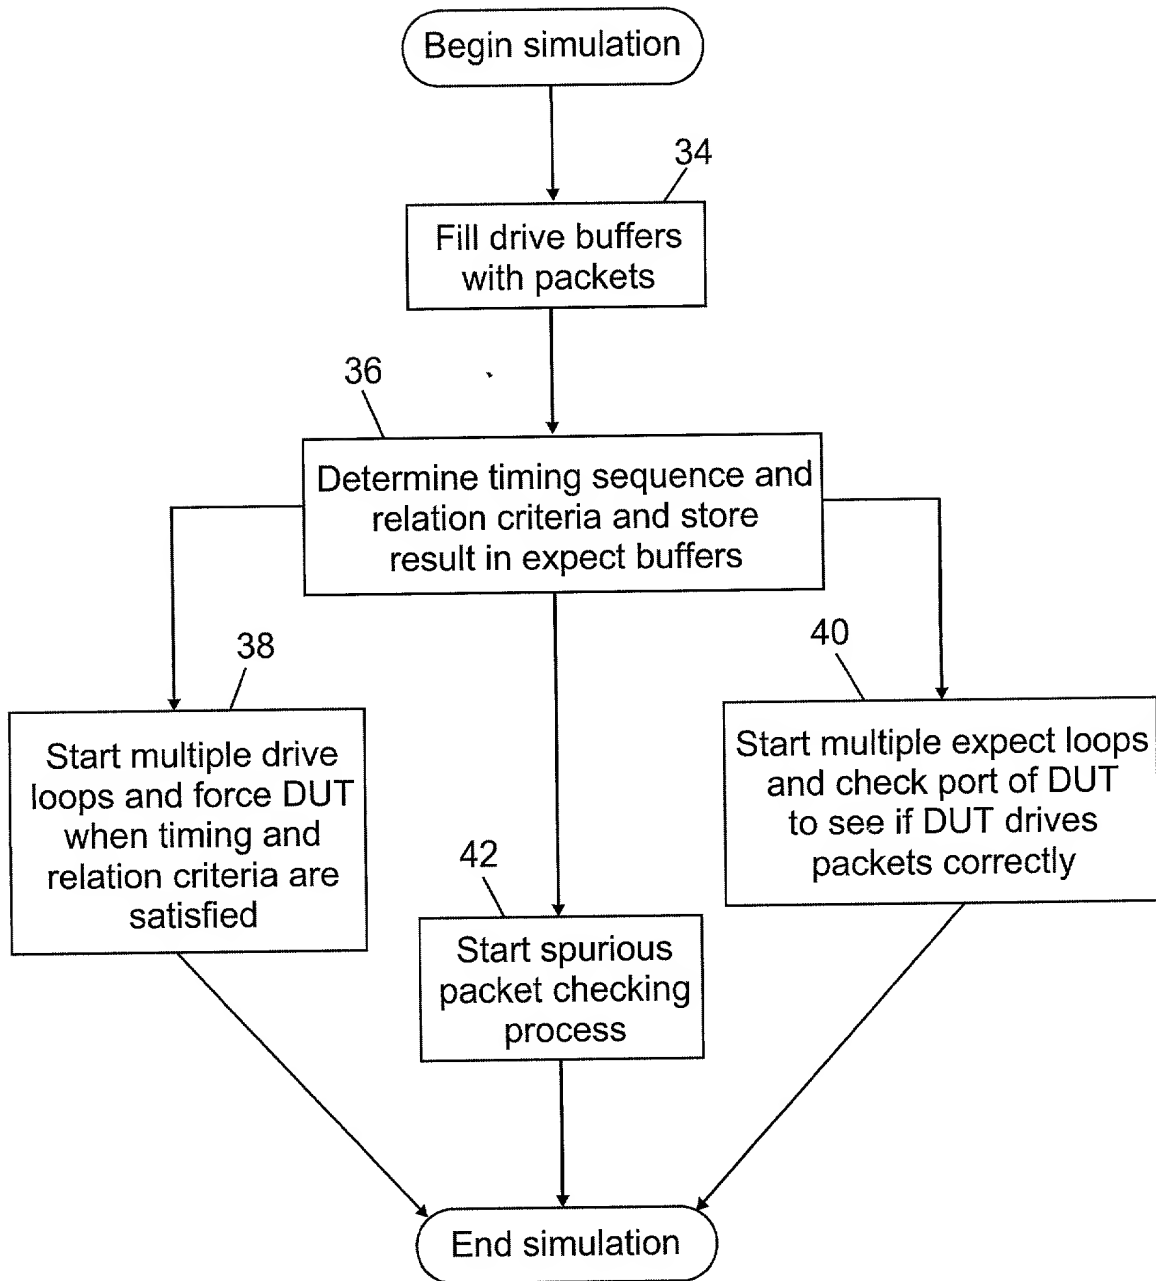 Begin simulation
34
Fill drive buffers
with packets
36
Determine timing sequence and
relation criteria and store
result in expect buffers
38
Start multiple drive
loops and force DUT
when timing and
relation criteria are
satisfied
42
Start spurious
packet checking
process
40
Start multiple expect loops
and check port of DUT
to see if DUT drives
packets correctly
End simulation